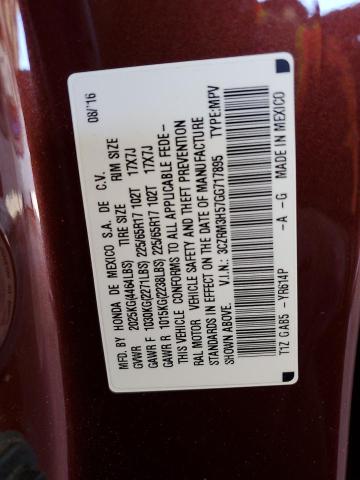 MFD. BY HONDA DE MEXICO S.A. DE C.V. 08/'16
GVWR 2025KG(4464LBS) TIRE SIZE RIM SIZE
GAWR F 1030KG(2271LBS) 225/65R17 102T 17X7J
GAWR R 1015KG(2238LBS) 225/65R17 102T 17X7J
THIS VEHICLE CONFORMS TO ALL APPLICABLE FEDE-
RAL MOTOR VEHICLE SAFETY AND THEFT PREVENTION
STANDARDS IN EFFECT ON THE DATE OF MANUFACTURE
SHOWN ABOVE. V.I.N.: 3CZRM3H57GG717895 TYPE:MPV
T1Z GAB5 -YR614P -A -G MADE IN MEXICO